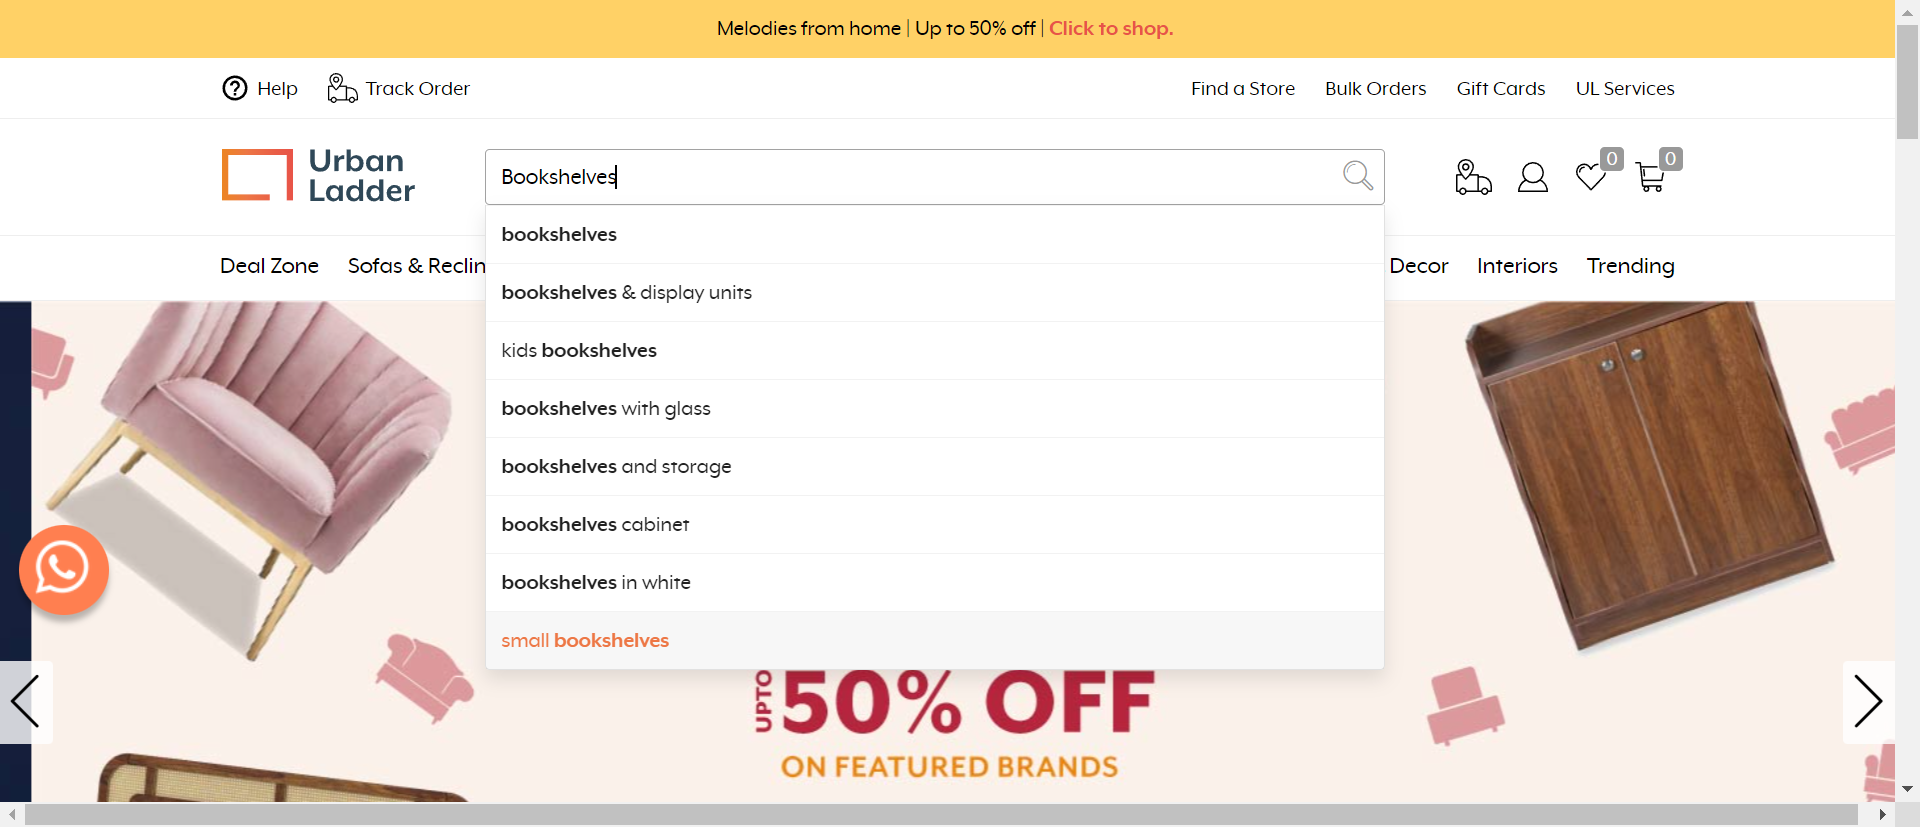 Melodies from home | Up to 50% off | Click to shop.
Help
Track Order
Find a Store
Bulk Orders
Gift Cards
UL Services
Urban
Ladder
Bookshelves
0
0
Deal Zone
Sofas & Reclin
Decor
Interiors
Trending
bookshelves
bookshelves & display units
kids bookshelves
bookshelves with glass
bookshelves and storage
bookshelves cabinet
bookshelves in white
small bookshelves
UPTO 50% OFF
ON FEATURED BRANDS